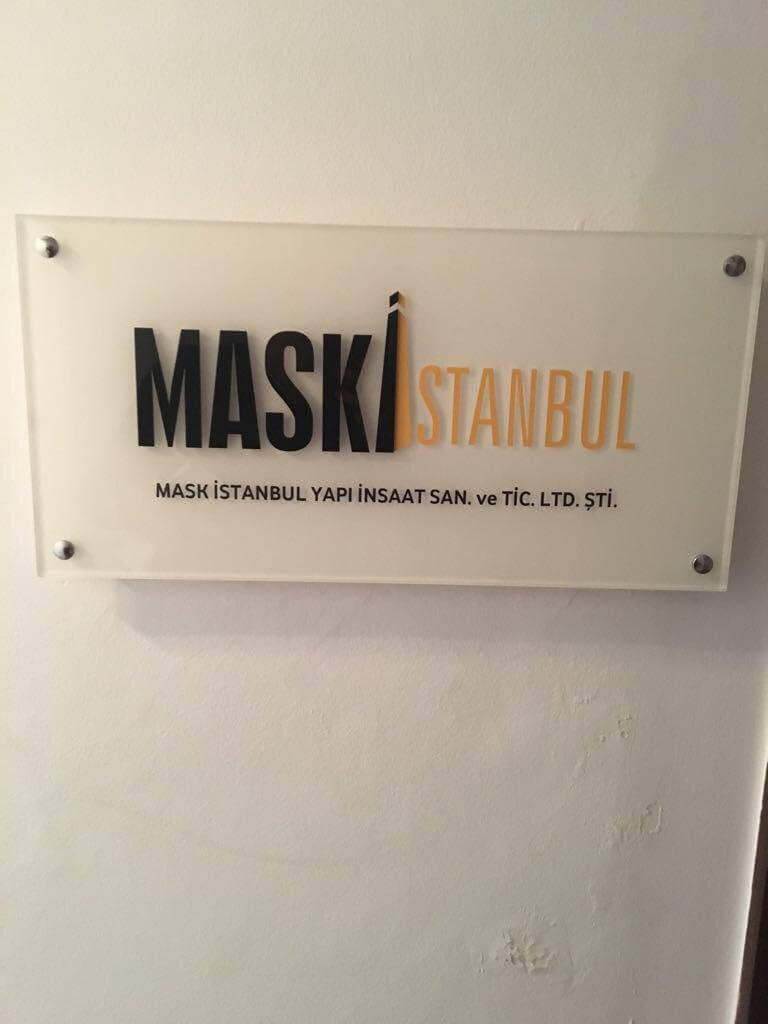 MASKİSTANBUL
MASK İSTANBUL YAPI İNSAAT SAN. ve TİC. LTD. ŞTİ.